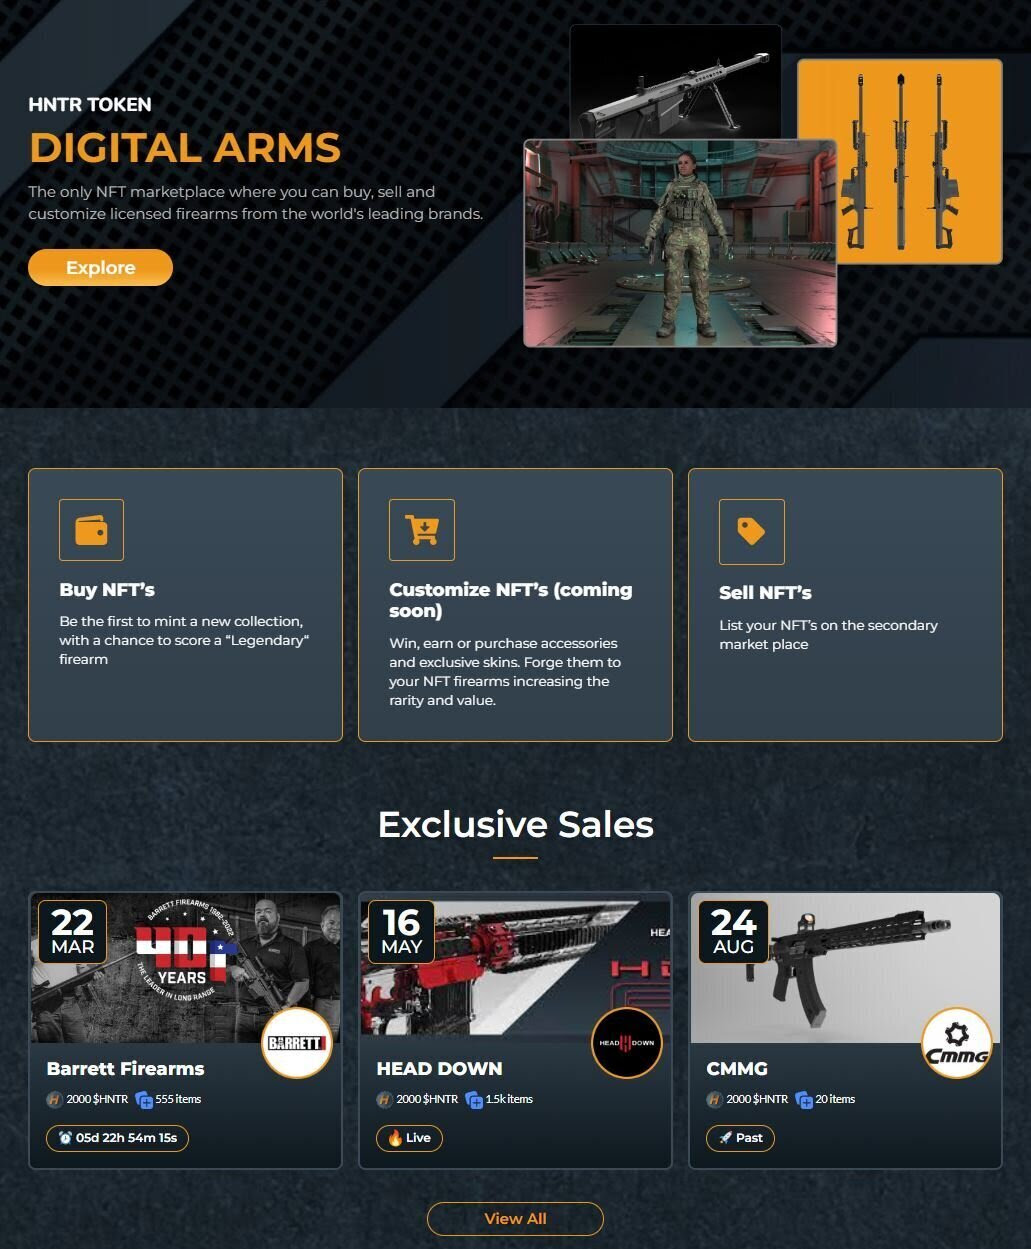 HNTR TOKEN
DIGITAL ARMS
The only NFT marketplace where you can buy, sell and
customize licensed firearms from the world's leading brands.
Explore
Buy NFT’s
Be the first to mint a new collection,
with a chance to score a “Legendary“
firearm
Customize NFT’s (coming
soon)
Win, earn or purchase accessories
and exclusive skins. Forge them to
your NFT firearms increasing the
rarity and value.
Sell NFT’s
List your NFT’s on the secondary
market place
Exclusive Sales
22
MAR
BARRETT FIREARMS 1982-2022
40
YEARS
THE LEADER IN LONG RANGE
BARRETT
Barrett Firearms
2000 $HNTR 555 items
05d 22h 54m 15s
16
MAY
HEA
HEAD DOWN
HEAD DOWN
2000 $HNTR 1.5k items
Live
24
AUG
CMMG
CMMG
2000 $HNTR 20 items
Past
View All